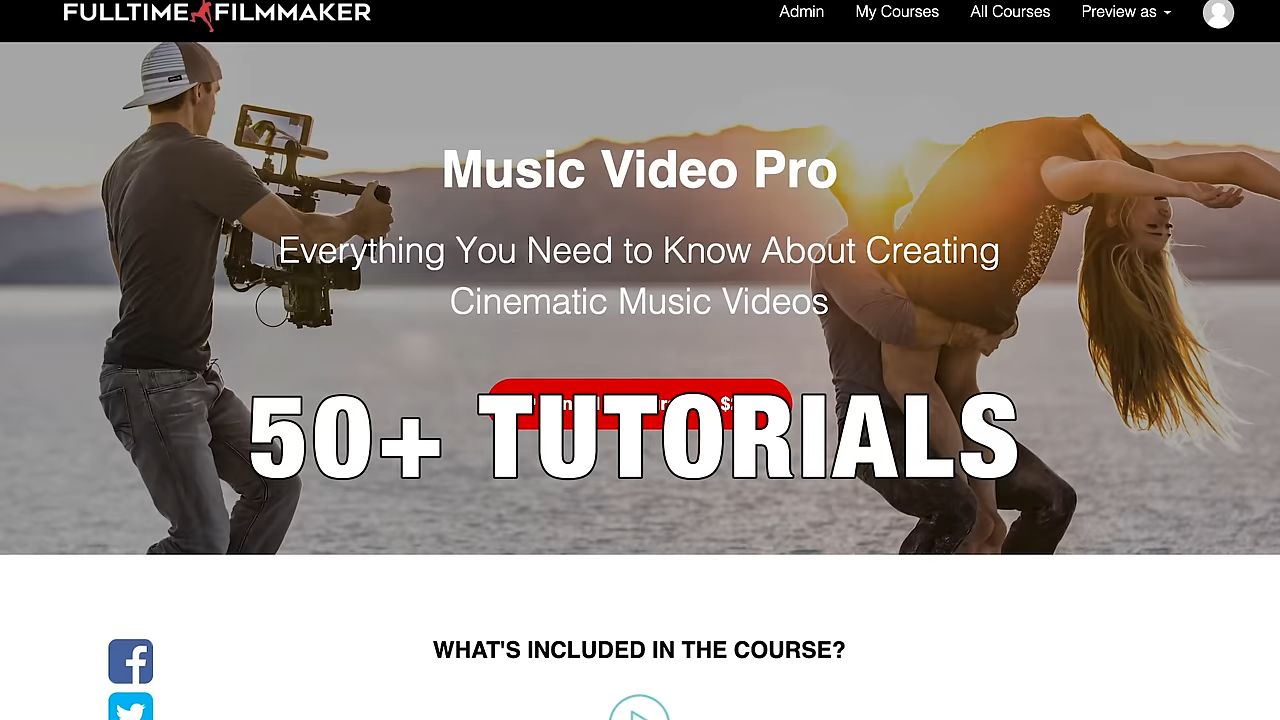 FULLTIME FILMMAKER
Admin My Courses All Courses Preview as
Music Video Pro
Everything You Need to Know About Creating
Cinematic Music Videos
50+ TUTORIALS
WHAT'S INCLUDED IN THE COURSE?